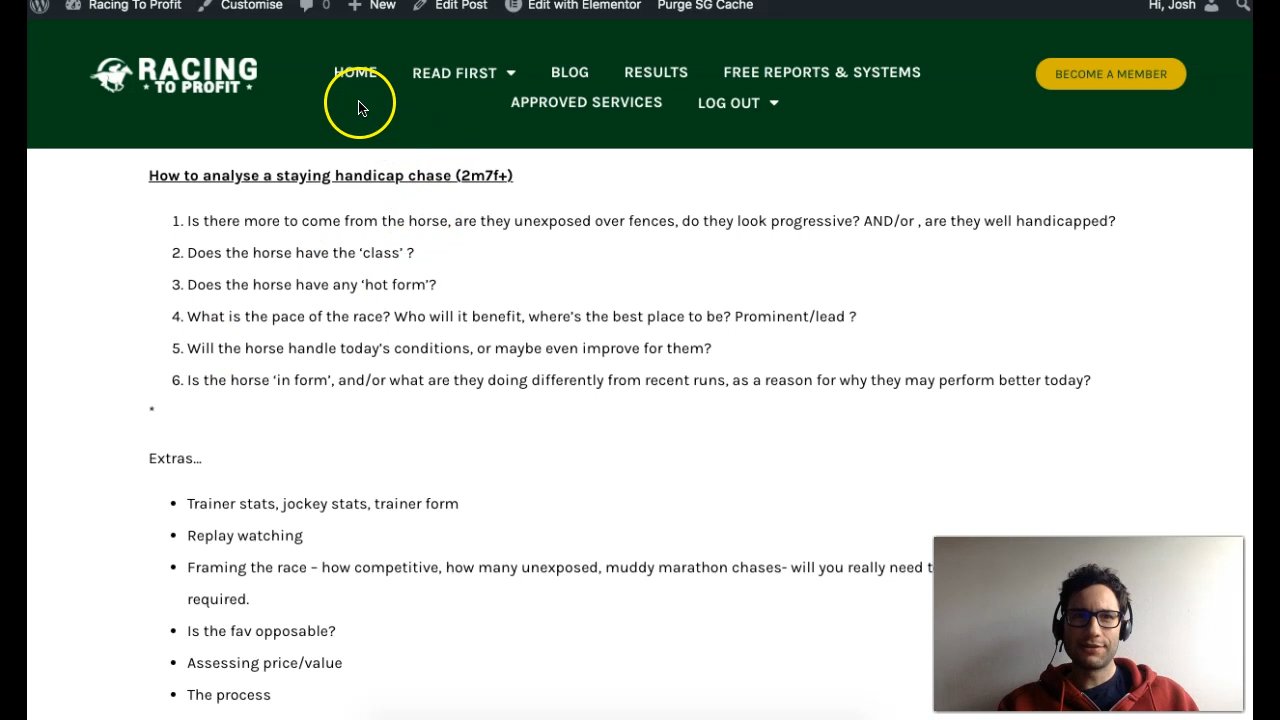 Racing To Profit Customise 0 New Edit Post Edit with Elementor Purge SG Cache Hi, Josh
RACING
TO PROFIT
HOME READ FIRST BLOG RESULTS FREE REPORTS & SYSTEMS
APPROVED SERVICES LOG OUT
BECOME A MEMBER
How to analyse a staying handicap chase (2m7f+)
1. Is there more to come from the horse, are they unexposed over fences, do they look progressive? AND/or , are they well handicapped?
2. Does the horse have the ‘class’ ?
3. Does the horse have any ‘hot form’?
4. What is the pace of the race? Who will it benefit, where’s the best place to be? Prominent/lead ?
5. Will the horse handle today’s conditions, or maybe even improve for them?
6. Is the horse ‘in form’, and/or what are they doing differently from recent runs, as a reason for why they may perform better today?
*
Extras…
• Trainer stats, jockey stats, trainer form
• Replay watching
• Framing the race – how competitive, how many unexposed, muddy marathon chases- will you really need
required.
• Is the fav opposable?
• Assessing price/value
• The process